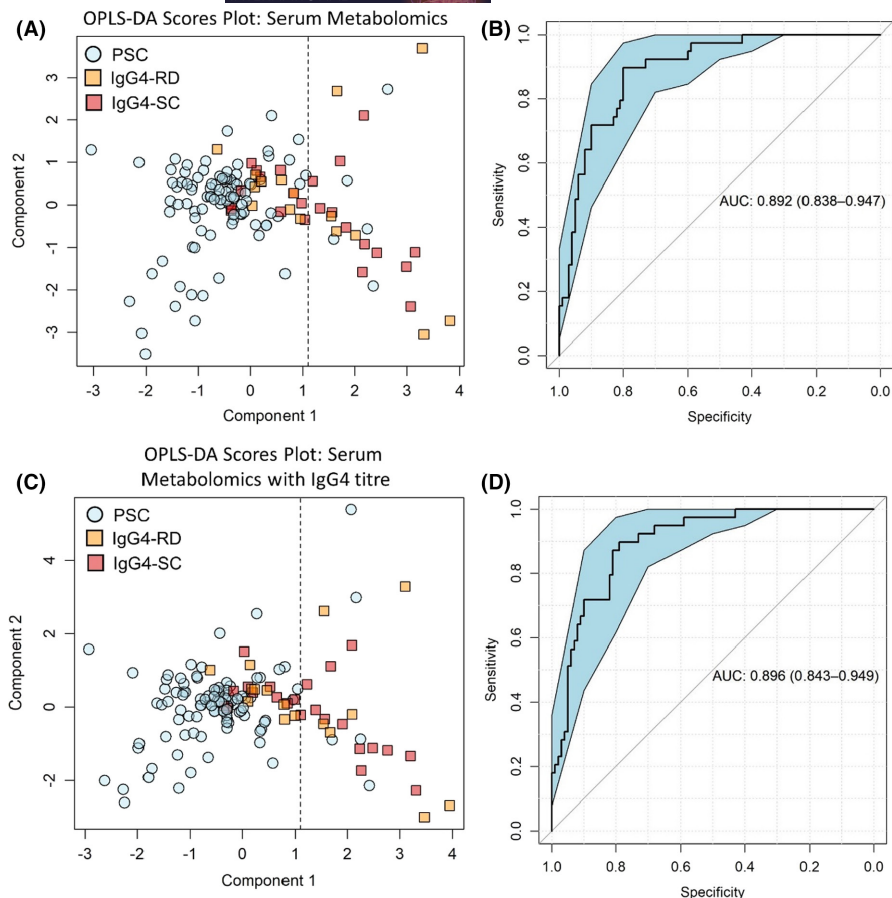 OPLS-DA Scores Plot: Serum Metabolomics
(A)
PSC
IgG4-RD
IgG4-SC
3
2
1
0
-1
-2
-3
Component 2
-3 -2 -1 0 1 2 3 4
Component 1
(B)
1.0
0.8
0.6
0.4
0.2
0.0
Sensitivity
AUC: 0.892 (0.838–0.947)
1.0 0.8 0.6 0.4 0.2 0.0
Specificity
OPLS-DA Scores Plot: Serum
Metabolomics with IgG4 titre
(C)
PSC
IgG4-RD
IgG4-SC
4
2
0
-2
Component 2
-3 -2 -1 0 1 2 3 4
Component 1
(D)
1.0
0.8
0.6
0.4
0.2
0.0
Sensitivity
AUC: 0.896 (0.843–0.949)
1.0 0.8 0.6 0.4 0.2 0.0
Specificity